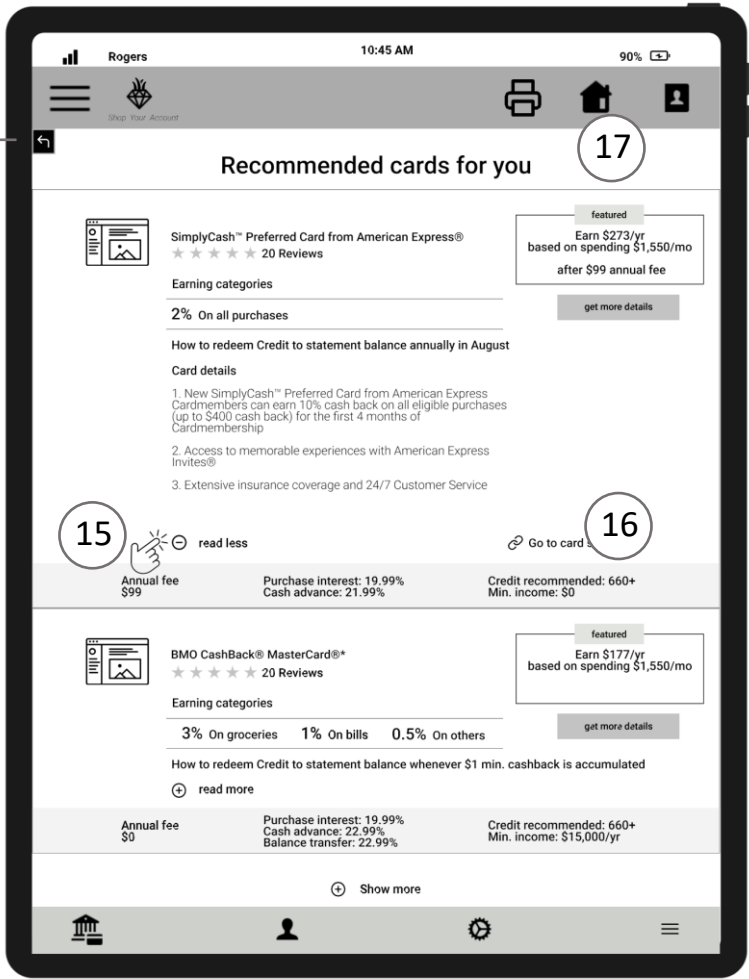 Rogers
10:45 AM
90%
Shop Your Account
17
Recommended cards for you
featured
SimplyCash™ Preferred Card from American Express®
Earn $273/yr
based on spending $1,550/mo
20 Reviews
after $99 annual fee
Earning categories
get more details
2% On all purchases
How to redeem Credit to statement balance annually in August
Card details
1. New SimplyCash™ Preferred Card from American Express
Cardmembers can earn 10% cash back on all eligible purchases
(up to $400 cash back) for the first 4 months of
Cardmembership
2. Access to memorable experiences with American Express
Invites®
3. Extensive insurance coverage and 24/7 Customer Service
15
16
read less
Go to card
Annual fee
$99
Purchase interest: 19.99%
Cash advance: 21.99%
Credit recommended: 660+
Min. income: $0
featured
BMO CashBack® MasterCard®*
Earn $177/yr
based on spending $1,550/mo
20 Reviews
Earning categories
get more details
3% On groceries 1% On bills 0.5% On others
How to redeem Credit to statement balance whenever $1 min. cashback is accumulated
read more
Annual fee
$0
Purchase interest: 19.99%
Cash advance: 22.99%
Balance transfer: 22.99%
Credit recommended: 660+
Min. income: $15,000/yr
Show more